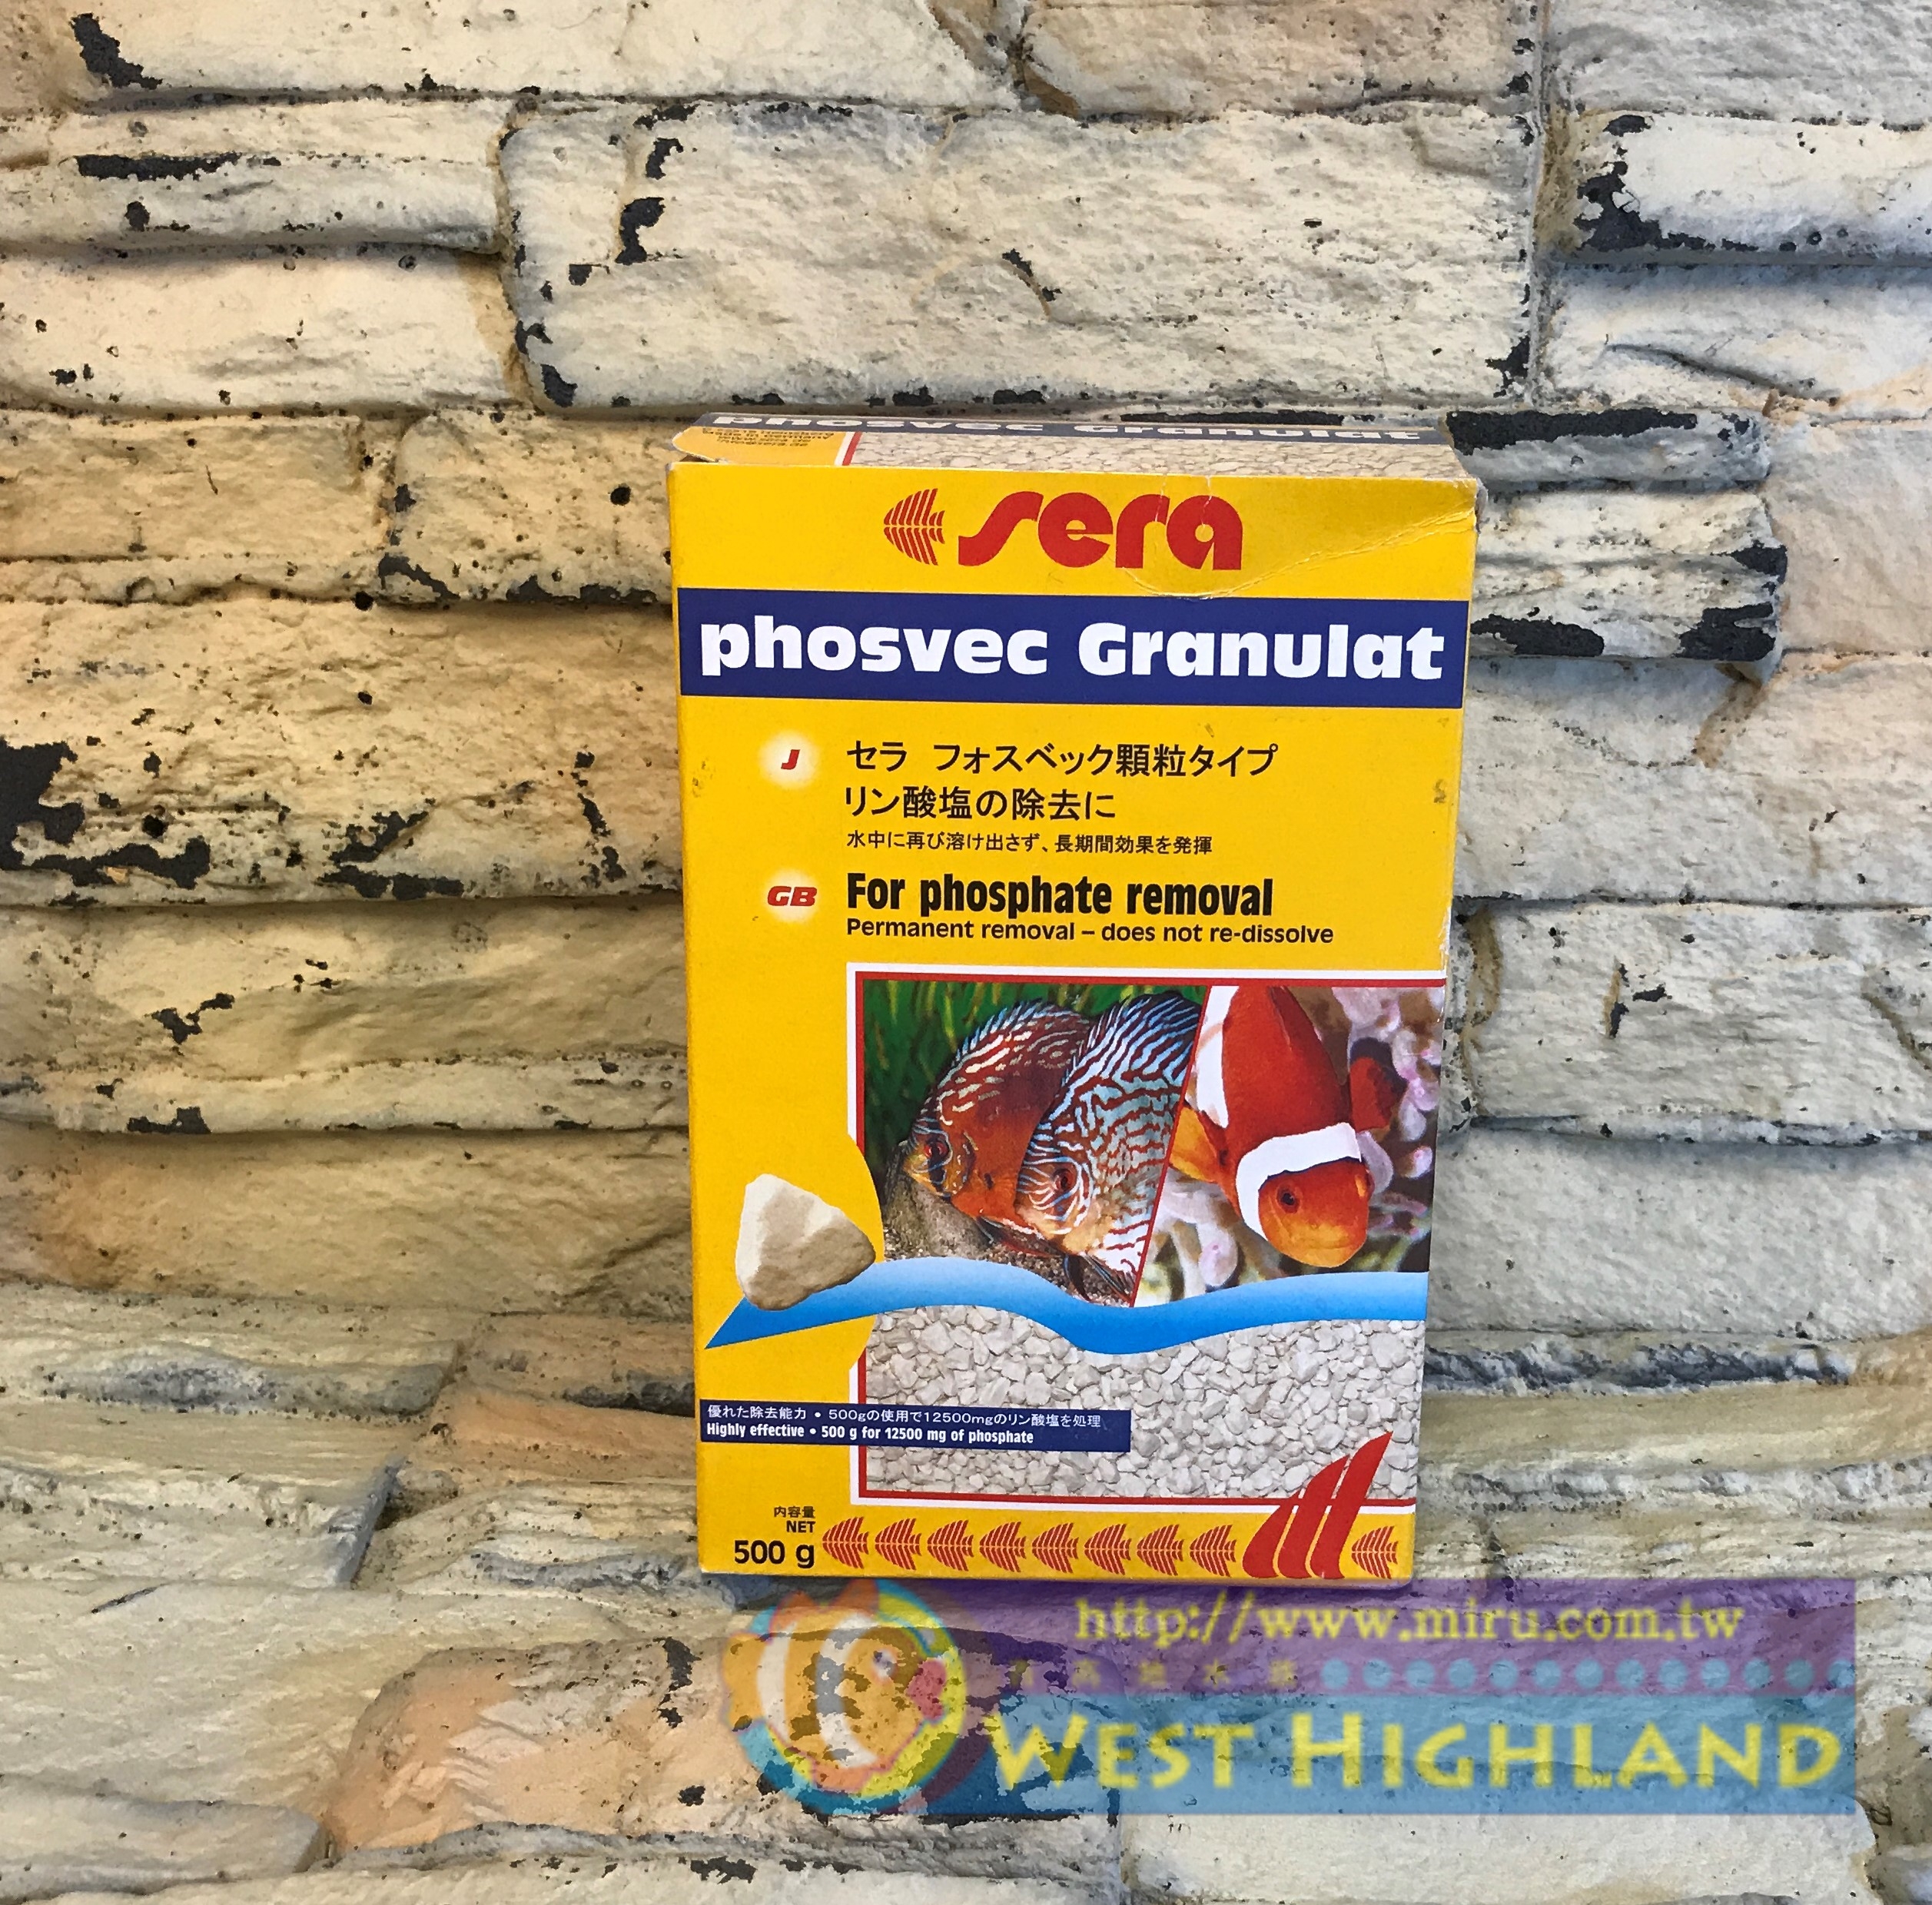 phosvec Granulat
Made in Germany
sera
phosvec Granulat
J
セラ フォスベック顆粒タイプ
リン酸塩の除去に
水中に再び溶け出さず、長期間効果を発揮
GB
For phosphate removal
Permanent removal – does not re-dissolve
優れた除去能力 • 500gの使用で12500mgのリン酸塩を処理
Highly effective • 500 g for 12500 mg of phosphate
内容量
NET
500 g
http://www.miru.com.tw
WEST HIGHLAND